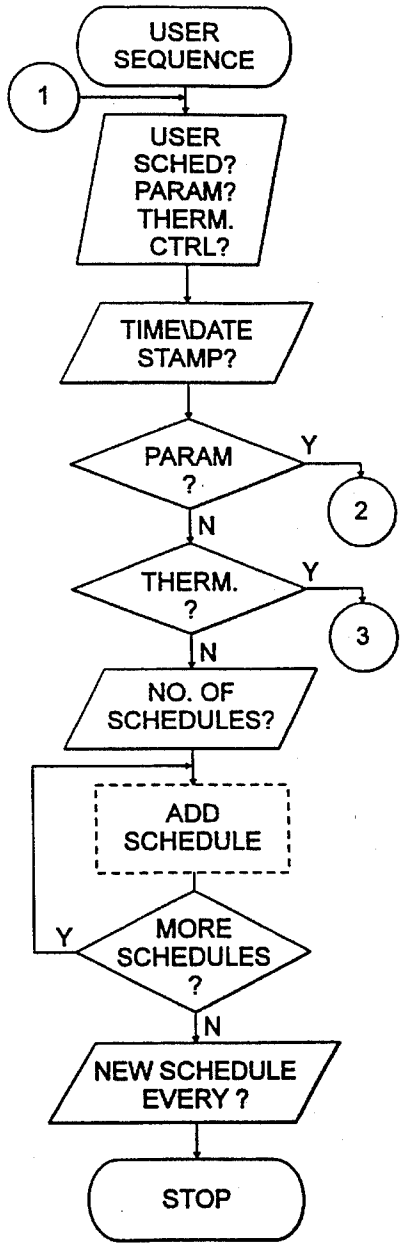 USER
SEQUENCE
1
USER
SCHED?
PARAM?
THERM.
CTRL?
TIME\DATE
STAMP?
PARAM
?
Y
2
N
THERM.
?
Y
3
N
NO. OF
SCHEDULES?
ADD
SCHEDULE
MORE
SCHEDULES
?
Y
N
NEW SCHEDULE
EVERY ?
STOP